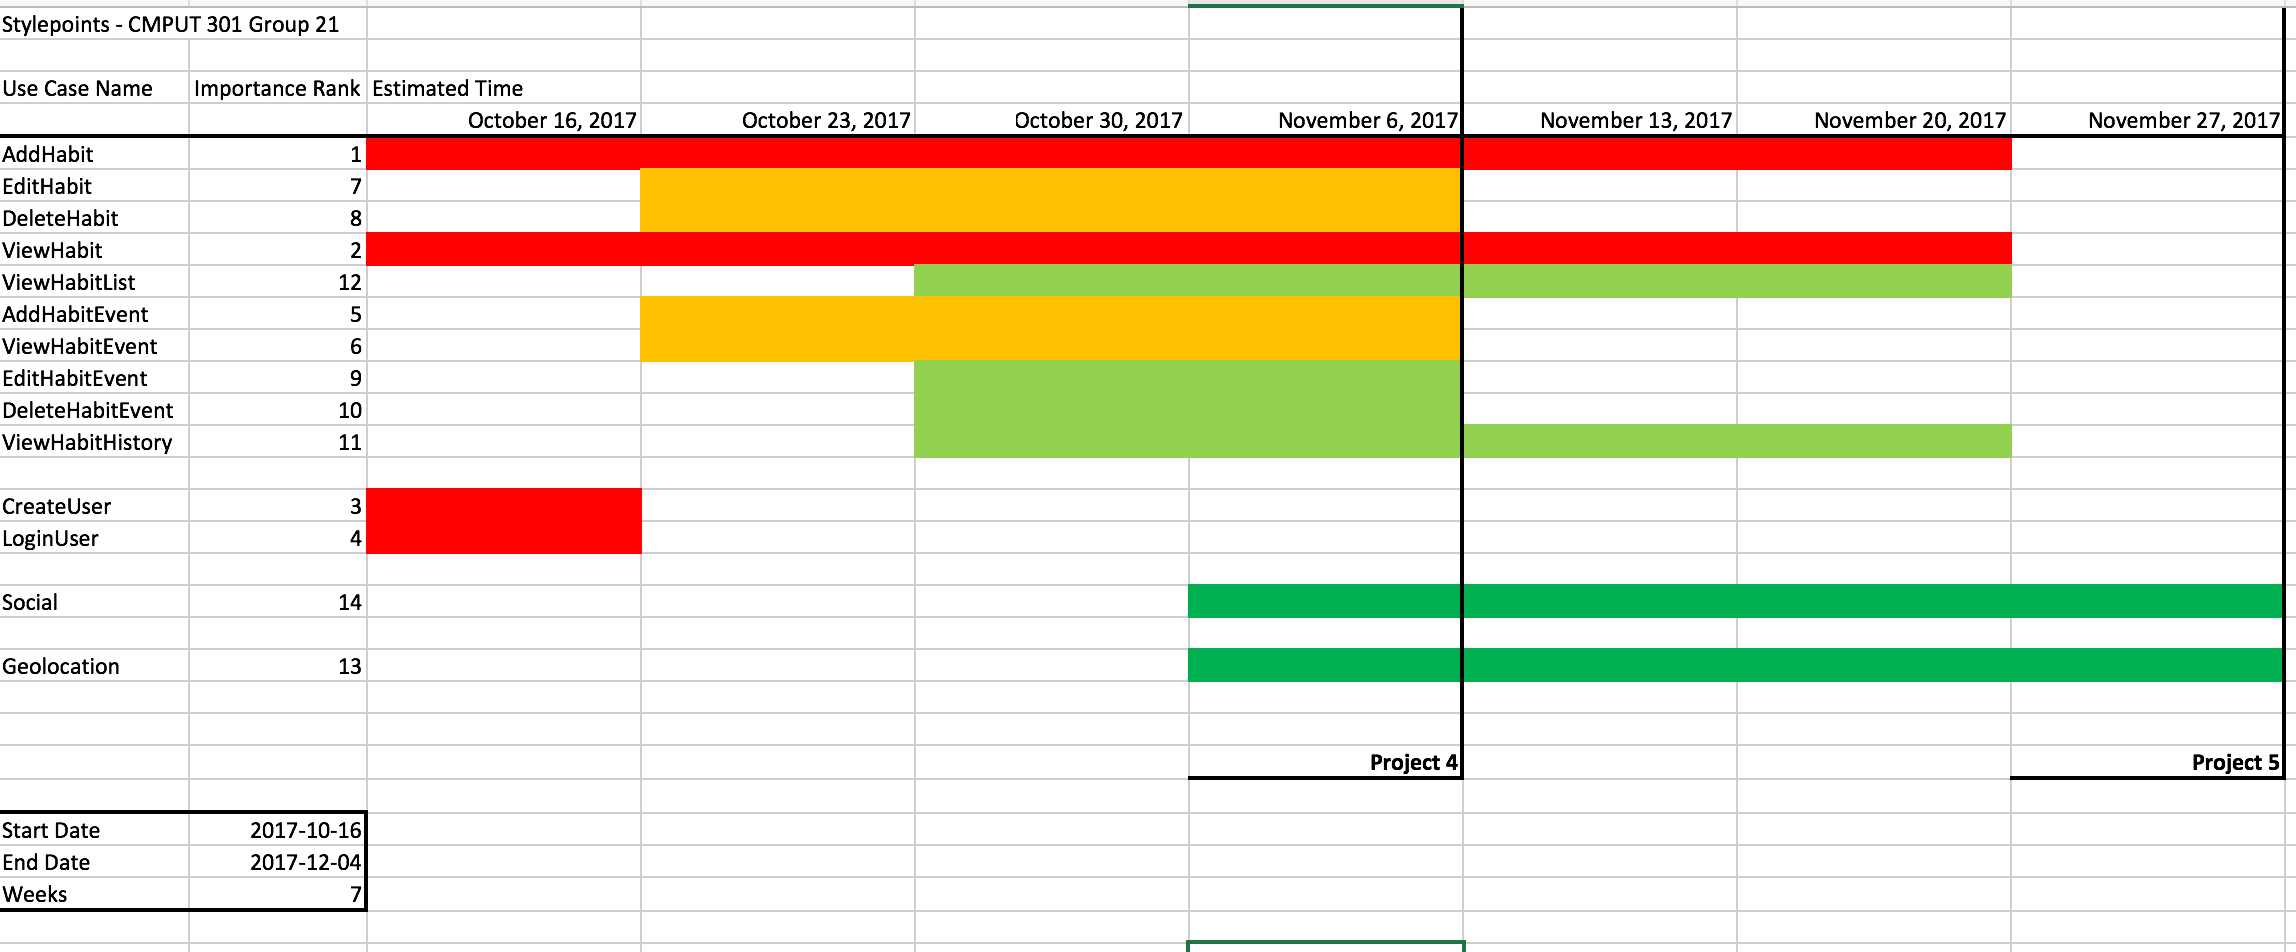 Stylepoints - CMPUT 301 Group 21
Use Case Name Importance Rank Estimated Time
October 16, 2017 October 23, 2017 October 30, 2017 November 6, 2017 November 13, 2017 November 20, 2017 November 27, 2017
AddHabit 1
EditHabit 7
DeleteHabit 8
ViewHabit 2
ViewHabitList 12
AddHabitEvent 5
ViewHabitEvent 6
EditHabitEvent 9
DeleteHabitEvent 10
ViewHabitHistory 11
CreateUser 3
LoginUser 4
Social 14
Geolocation 13
Project 4 Project 5
Start Date 2017-10-16
End Date 2017-12-04
Weeks 7